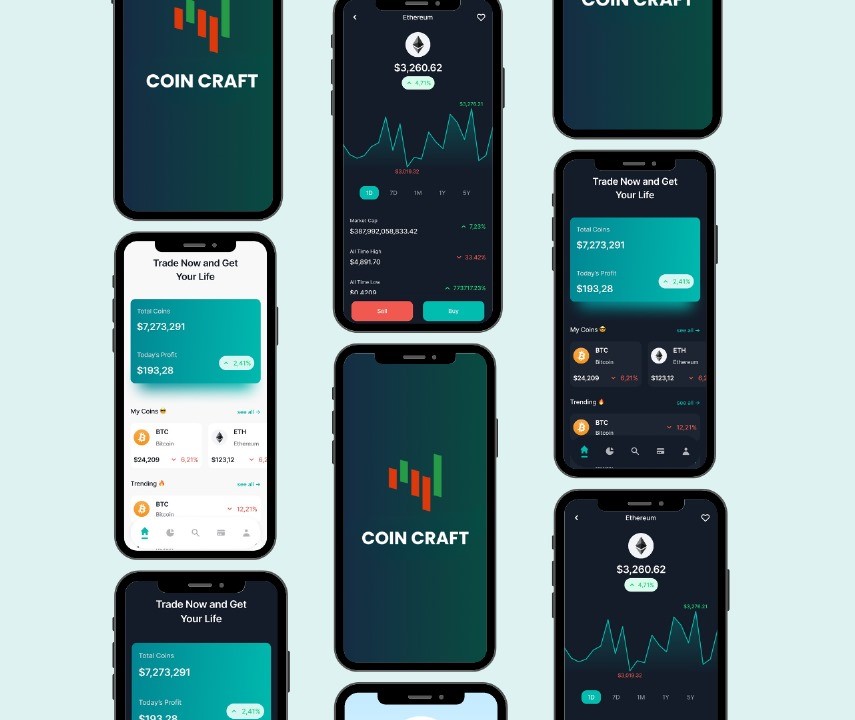 COIN CRAFT
Trade Now and Get
Your Life
Total Coins
$7,273,291
Today's Profit
$193,28
2,41%
My Coins 😎
see all →
BTC
Bitcoin
ETH
Ethereum
$24,209
6,21%
$123,12
6,2
Trending 🔥
see all →
BTC
Bitcoin
12,21%
Trade Now and Get
Your Life
Total Coins
$7,273,291
Today's Profit
$193,28
2,41%
Ethereum
$3,260.62
4,71%
$3,276.21
$3,019.32
1D
7D
1M
1Y
5Y
Market Cap
$387,992,058,833.42
7,23%
All Time High
$4,891.70
33.42%
All Time Low
$0.4209
773717.23%
Sell
Buy
COIN CRAFT
COIN CRAFT
Trade Now and Get
Your Life
Total Coins
$7,273,291
Today's Profit
$193,28
2,41%
My Coins 😎
see all →
BTC
Bitcoin
ETH
Ethereum
$24,209
6,21%
$123,12
6,2
Trending 🔥
see all →
BTC
Bitcoin
12,21%
Ethereum
$3,260.62
4,71%
$3,276.21
$3,019.32
1D
7D
1M
1Y
5Y